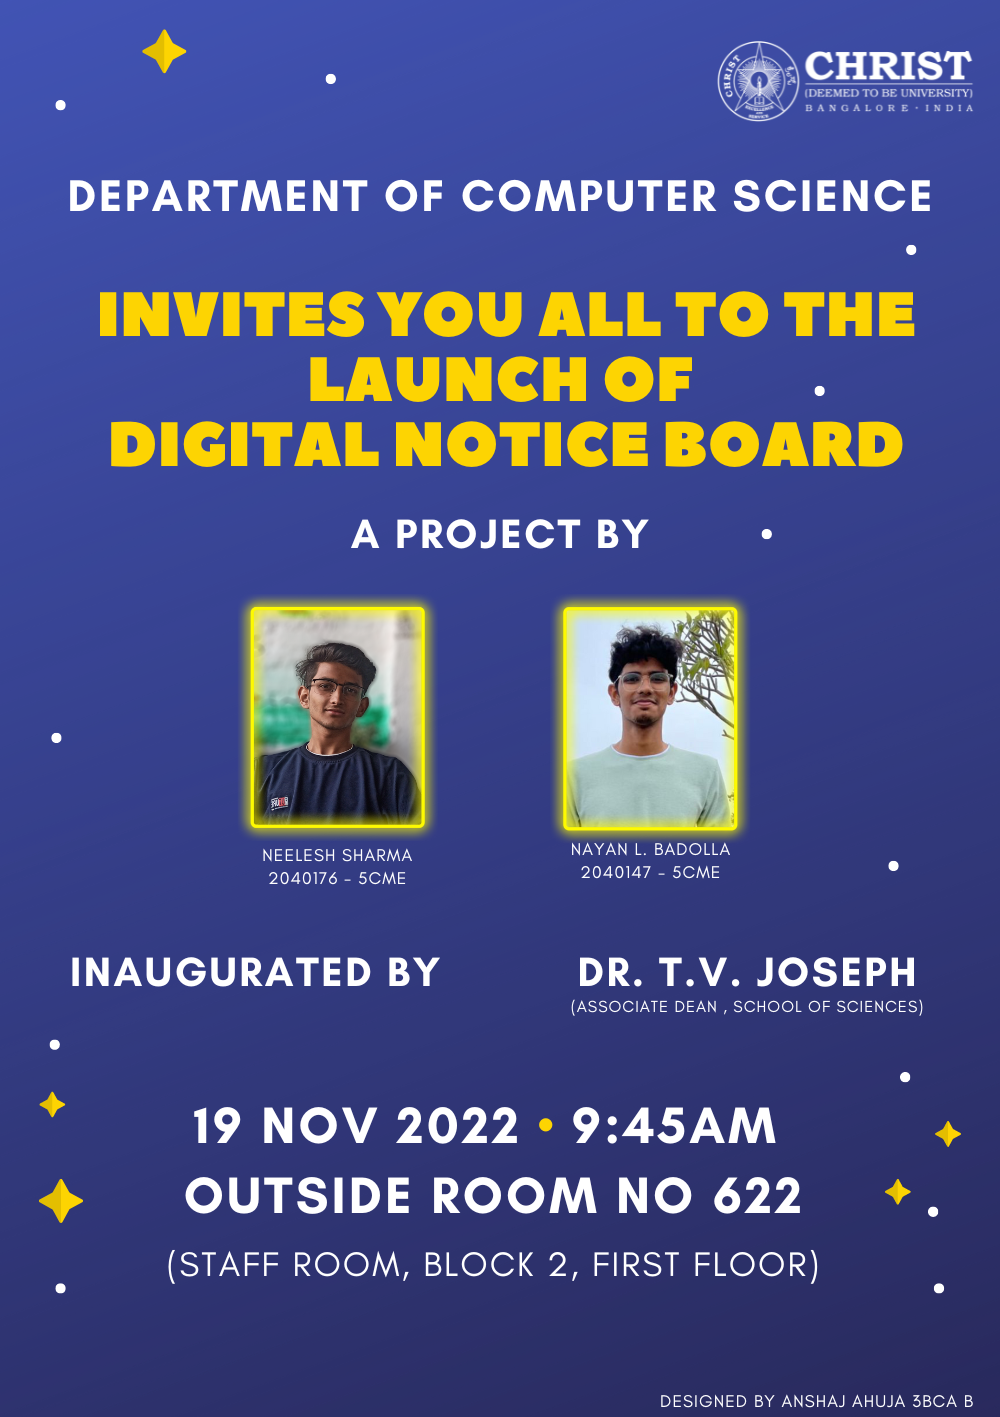 CHRIST
EXCELLENCE
SERVICE
CHRIST
(DEEMED TO BE UNIVERSITY)
BANGALORE · INDIA
DEPARTMENT OF COMPUTER SCIENCE
INVITES YOU ALL TO THE
LAUNCH OF
DIGITAL NOTICE BOARD
A PROJECT BY
NEELESH SHARMA
2040176 - 5CME
NAYAN L. BADOLLA
2040147 - 5CME
INAUGURATED BY
DR. T.V. JOSEPH
(ASSOCIATE DEAN , SCHOOL OF SCIENCES)
19 NOV 2022 • 9:45AM
OUTSIDE ROOM NO 622
(STAFF ROOM, BLOCK 2, FIRST FLOOR)
DESIGNED BY ANSHAJ AHUJA 3BCA B